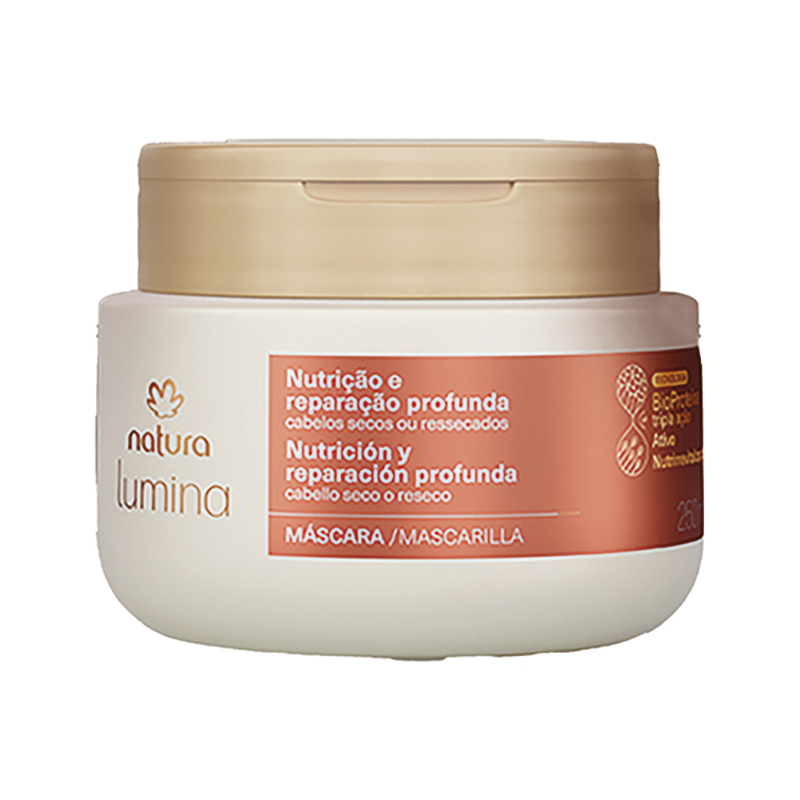 natura
lumina
Nutrição e
reparação profunda
cabelos secos ou ressecados
Nutrición y
reparación profunda
cabello seco o reseco
MÁSCARA /MASCARILLA
tripla ação
Ativo